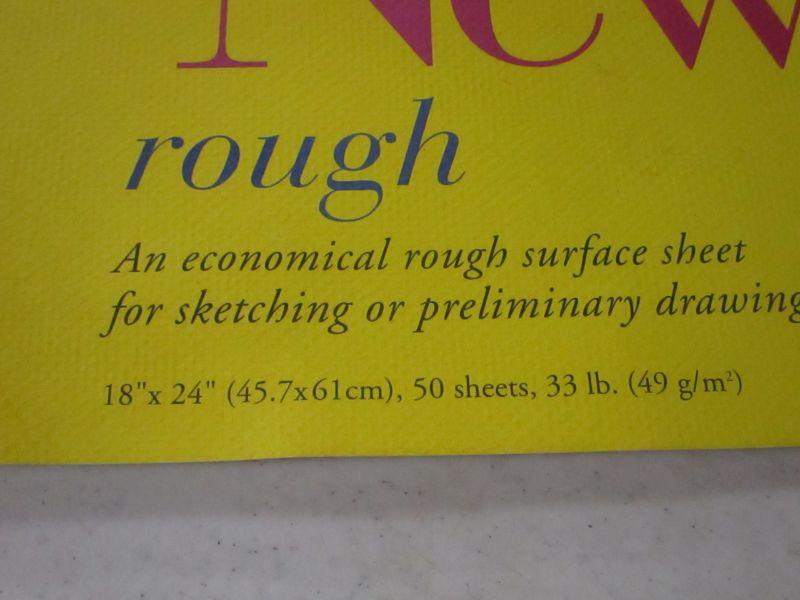 New
rough
An economical rough surface sheet
for sketching or preliminary drawing
18"x 24" (45.7x61cm), 50 sheets, 33 lb. (49 g/m²)